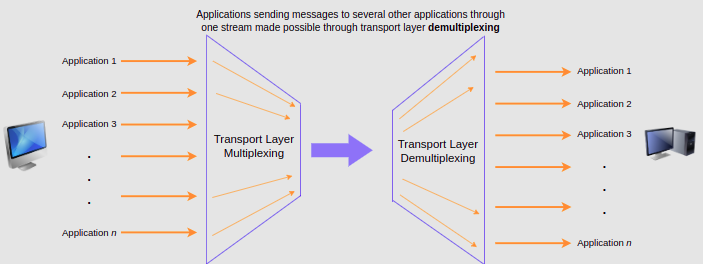 Applications sending messages to several other applications through
one stream made possible through transport layer demultiplexing
Application 1
Application 2
Application 3
.
.
.
Application n
Transport Layer
Multiplexing
Transport Layer
Demultiplexing
Application 1
Application 2
Application 3
.
.
.
Application n